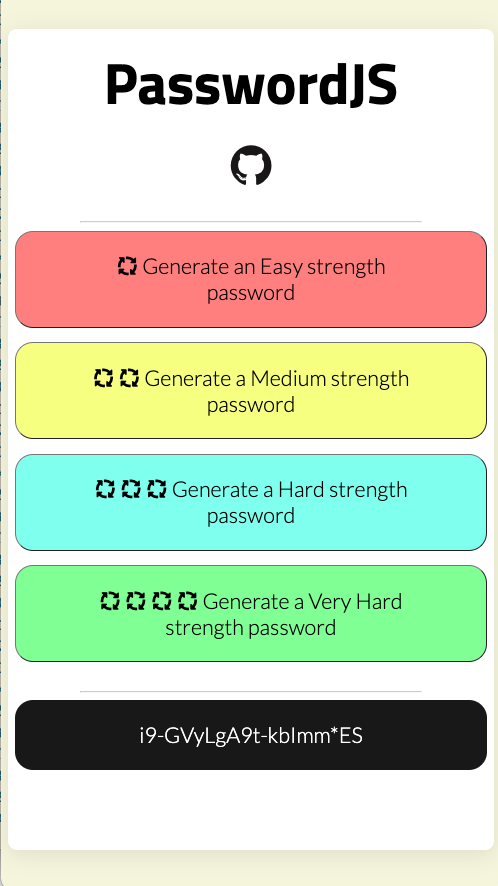 PasswordJS
Generate an Easy strength
password
Generate a Medium strength
password
Generate a Hard strength
password
Generate a Very Hard
strength password
i9-GVyLgA9t-kbImm*ES